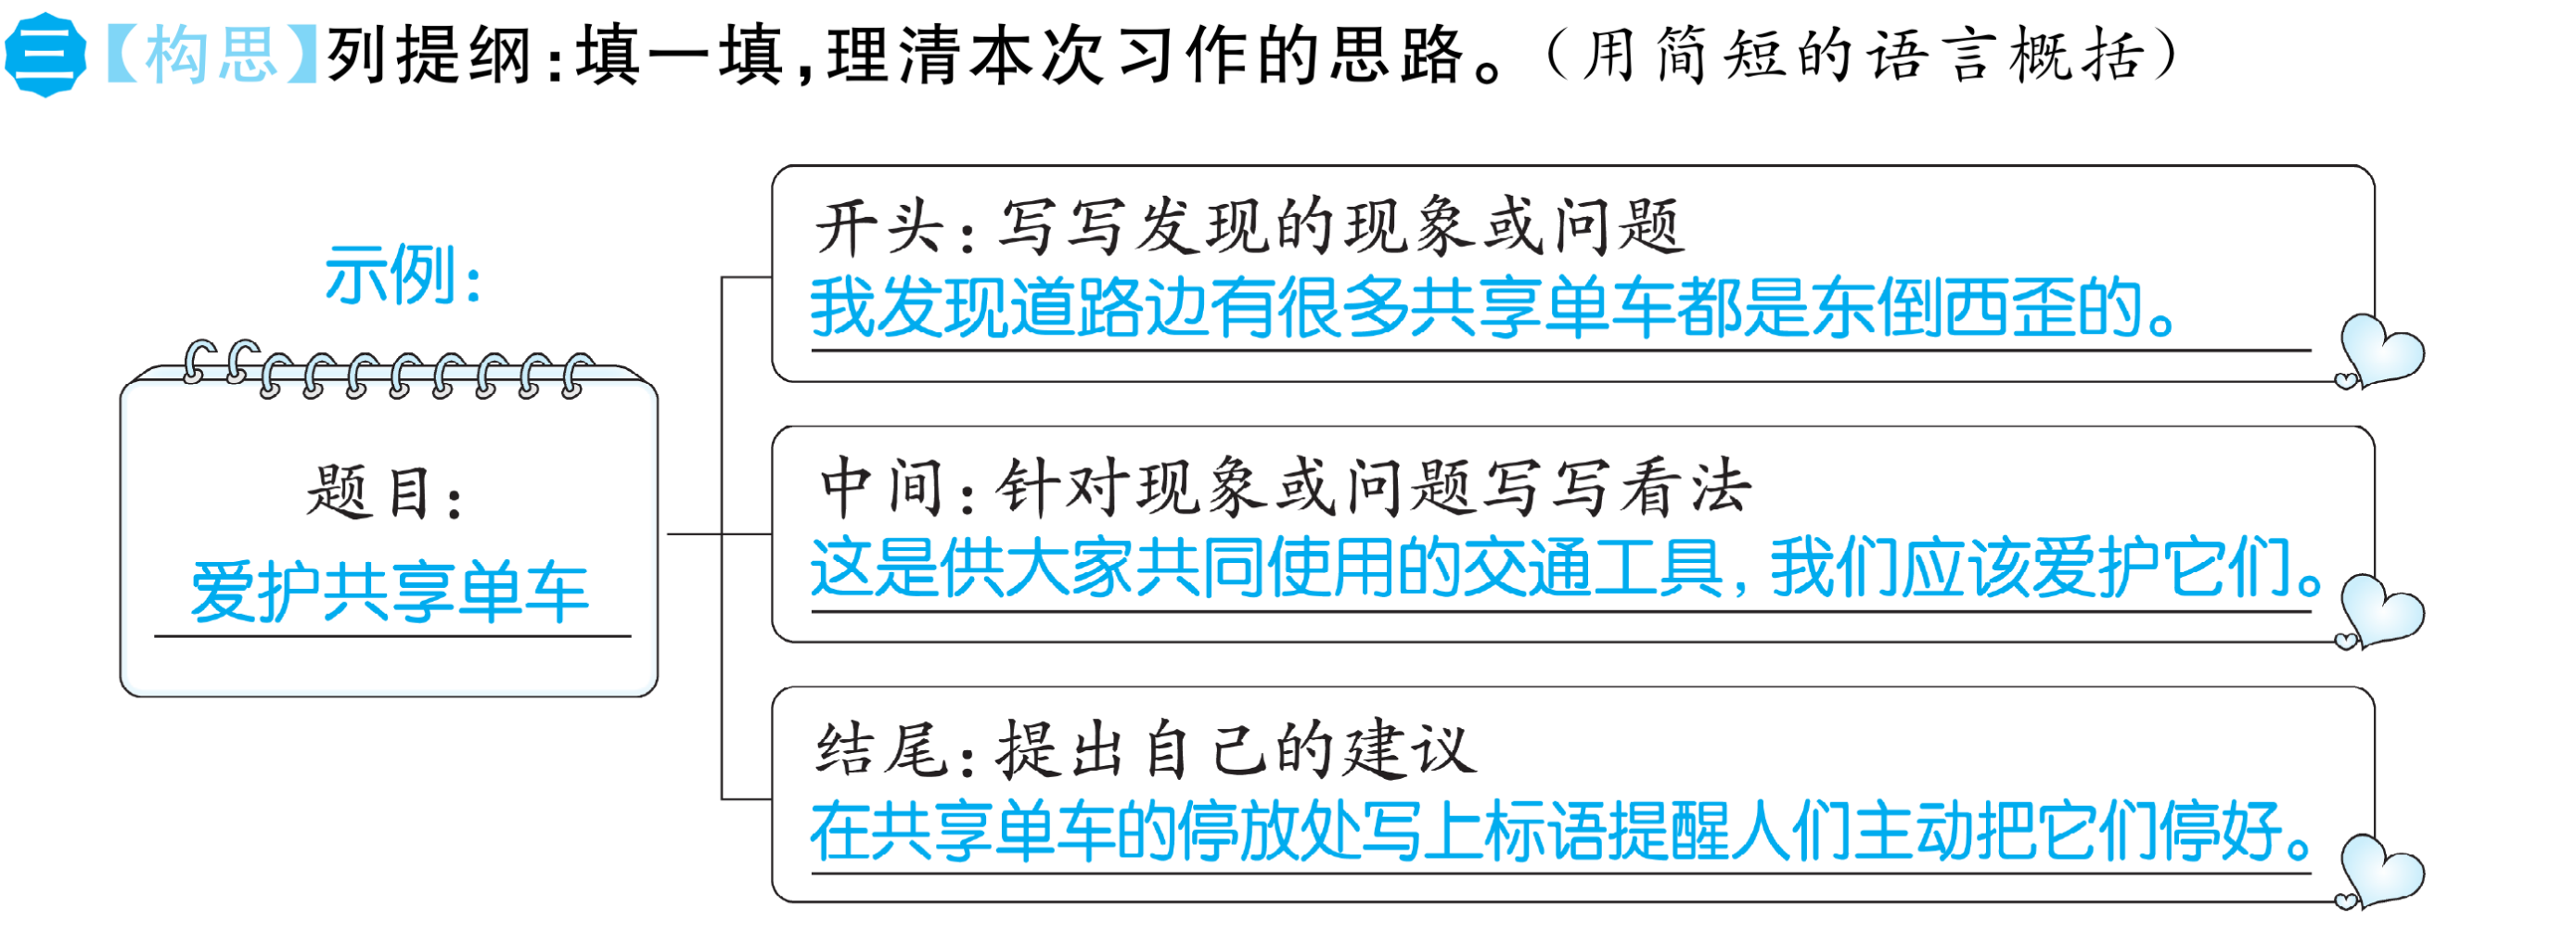 三【构思】列提纲:填一填,理清本次习作的思路。(用简短的语言概括)
示例:
题目:
爱护共享单车
开头:写写发现的现象或问题
我发现道路边有很多共享单车都是东倒西歪的。
中间:针对现象或问题写写看法
这是供大家共同使用的交通工具,我们应该爱护它们。
结尾:提出自己的建议
在共享单车的停放处写上标语提醒人们主动把它们停好。